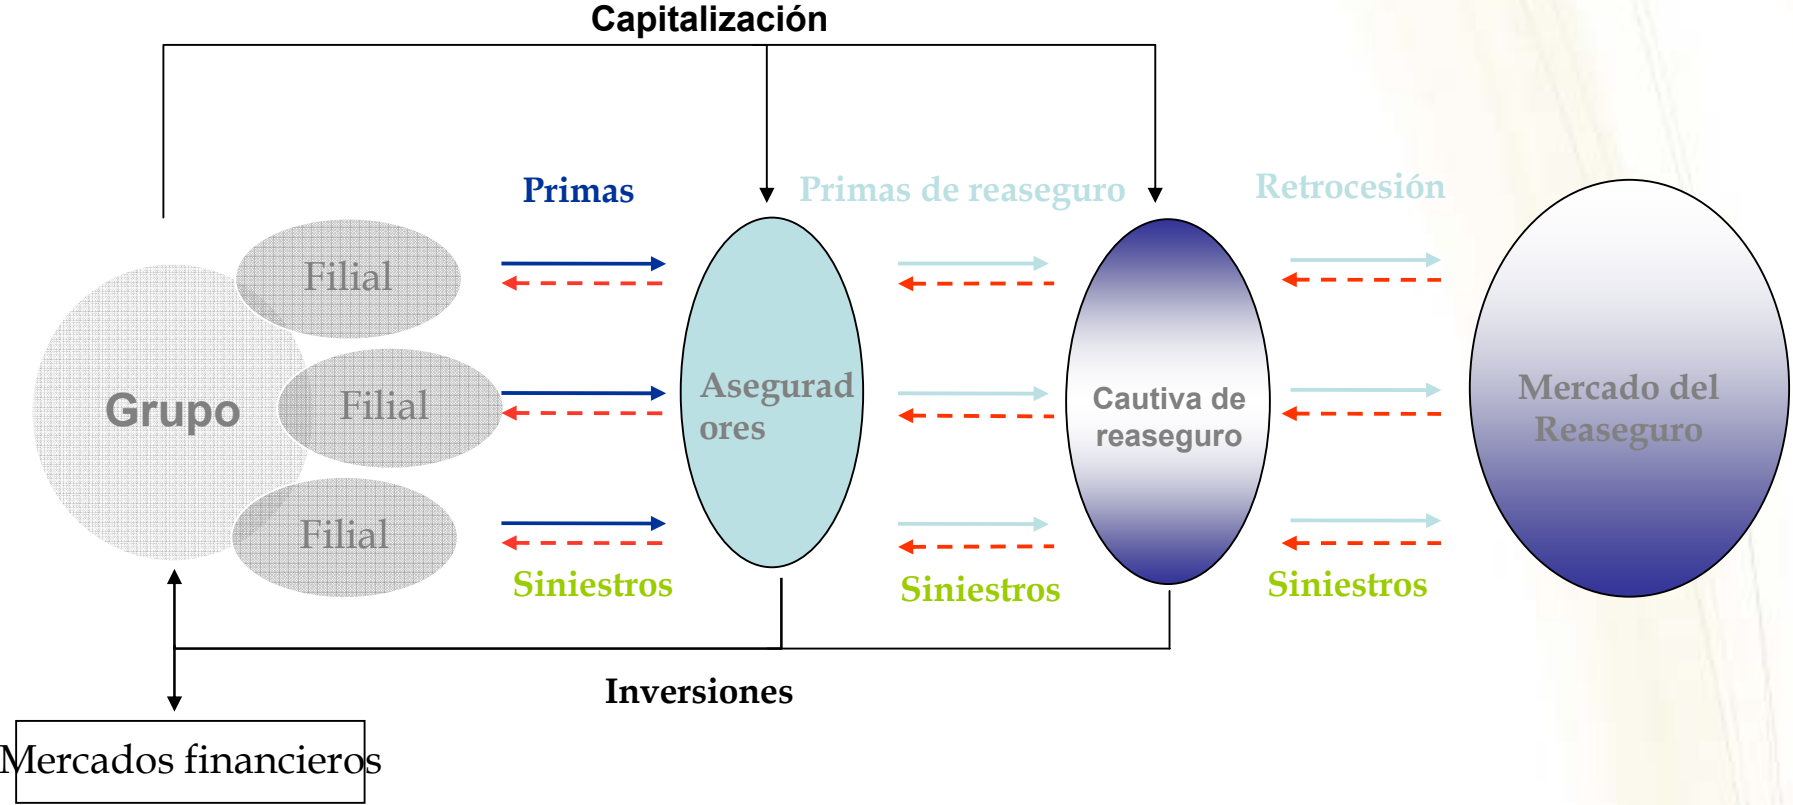 Capitalización
Primas
Primas de reaseguro
Retrocesión
Filial
Grupo
Filial
Filial
Asegurad
ores
Cautiva de
reaseguro
Mercado del
Reaseguro
Siniestros
Siniestros
Siniestros
Inversiones
Mercados financieros